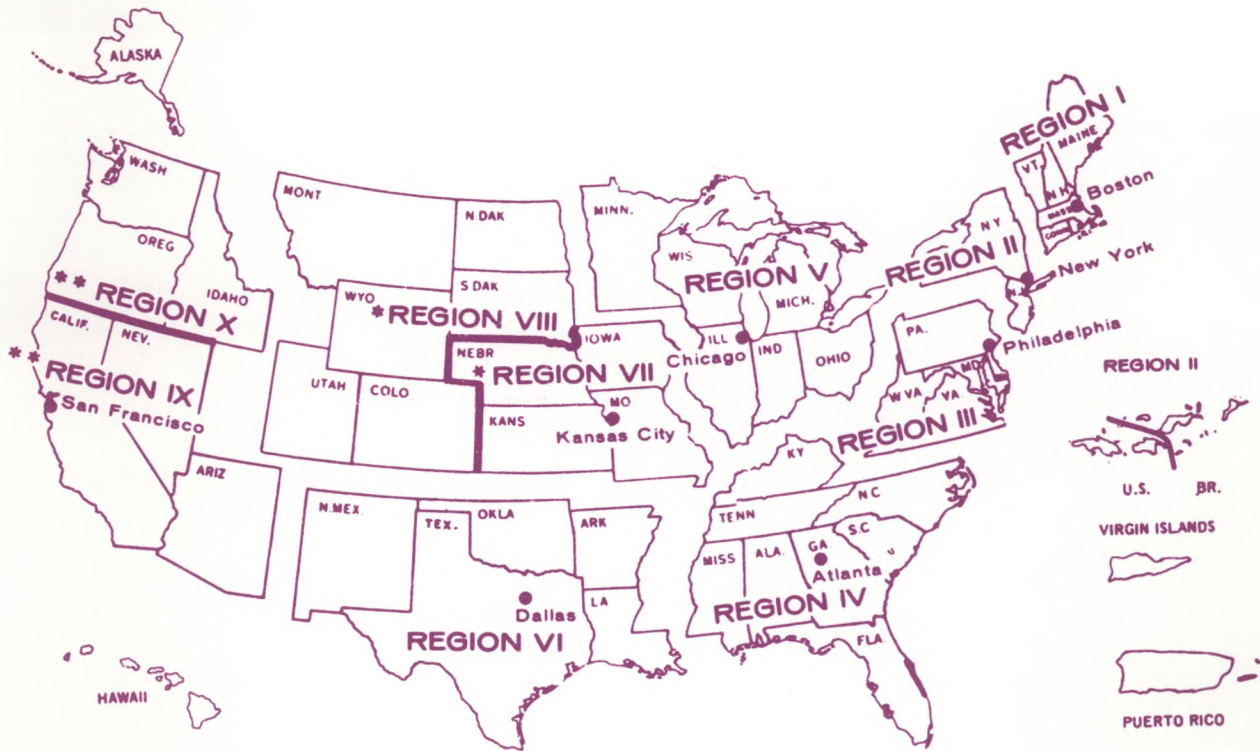 ALASKA
REGION I
MAINE
VT.
N.H.
Boston
MASS
CONN
WASH
MONT
N.DAK
MINN.
OREG
N.Y
WIS
REGION V
REGION II
New York
N.J.
IDAHO
** REGION X
WYO
S.DAK
*REGION VIII
MICH.
CALIF.
NEV.
IOWA
ILL
IND
OHIO
PA.
Philadelphia
**
REGION IX
NEBR
* REGION VII
Chicago
MD.
REGION II
San Francisco
UTAH
COLO
KANS
MO
Kansas City
W.VA
VA.
REGION III
KY
ARIZ
U.S.
BR.
VIRGIN ISLANDS
N.MEX.
TEX.
OKLA
ARK
TENN
N.C
S.C
MISS
ALA.
GA.
Atlanta
Dallas
LA
REGION IV
REGION VI
FLA.
HAWAII
PUERTO RICO